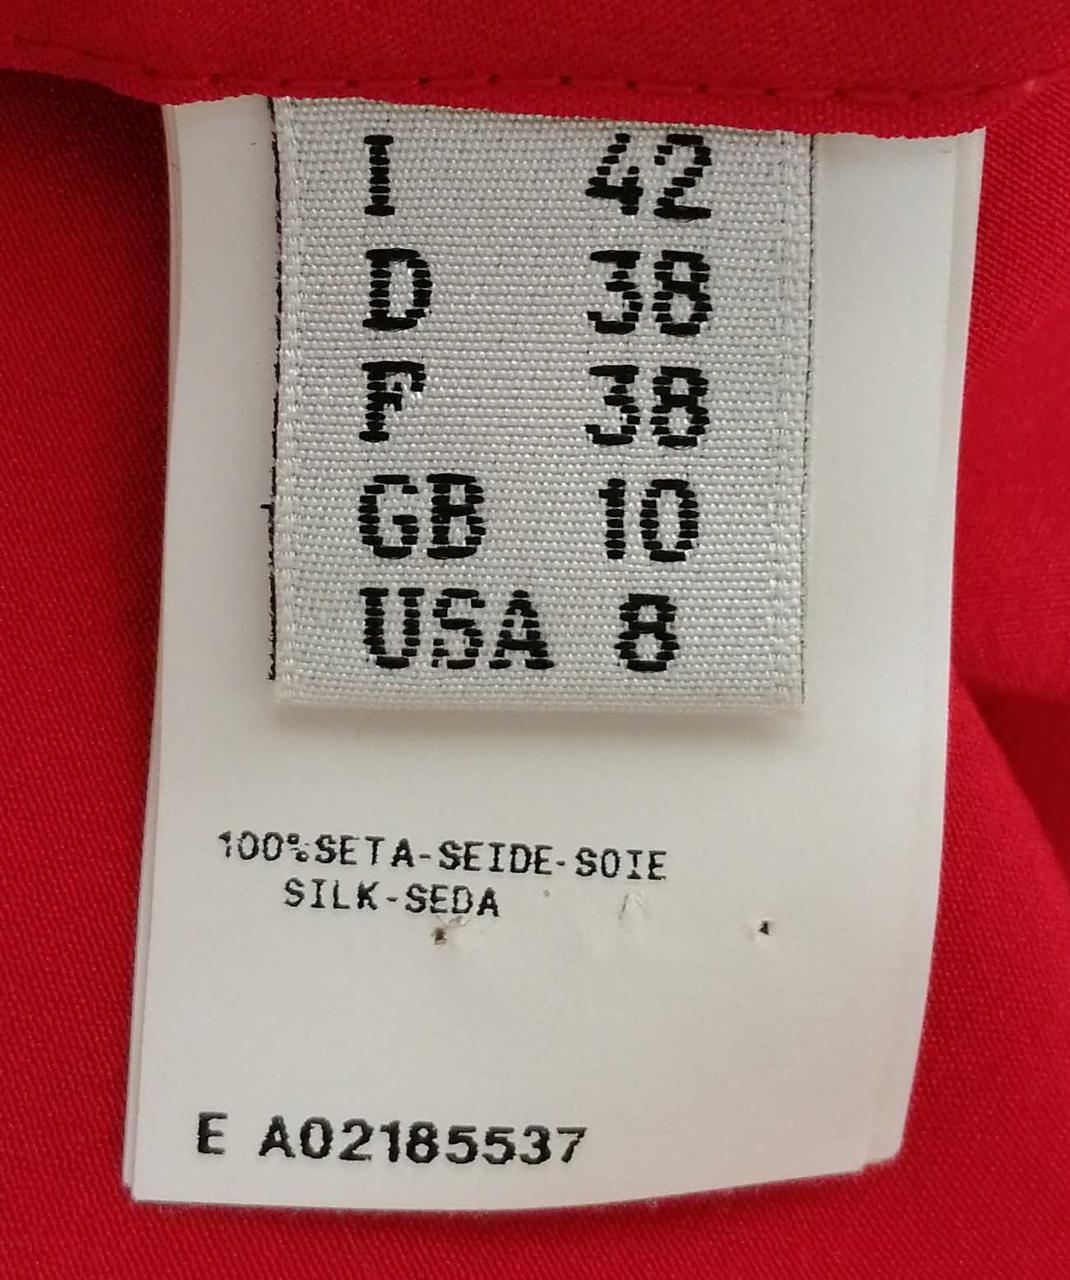 I 42
D 38
F 38
GB 10
USA 8
100%SETA-SEIDE-SOIE
SILK-SEDA
E A02185537